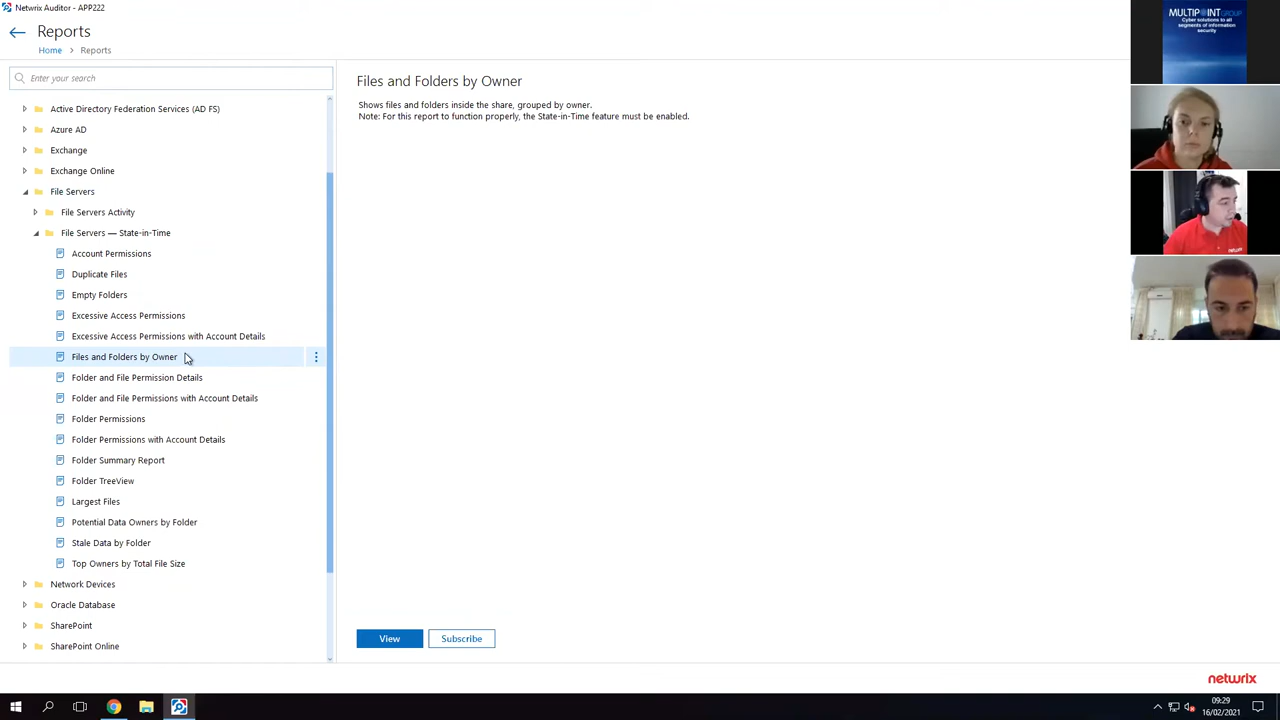 Netwrix Auditor - APP222
Reports
Home > Reports
Enter your search
Active Directory Federation Services (AD FS)
Azure AD
Exchange
Exchange Online
File Servers
File Servers Activity
File Servers — State-in-Time
Account Permissions
Duplicate Files
Empty Folders
Excessive Access Permissions
Excessive Access Permissions with Account Details
Files and Folders by Owner
Folder and File Permission Details
Folder and File Permissions with Account Details
Folder Permissions
Folder Permissions with Account Details
Folder Summary Report
Folder TreeView
Largest Files
Potential Data Owners by Folder
Stale Data by Folder
Top Owners by Total File Size
Network Devices
Oracle Database
SharePoint
SharePoint Online
Files and Folders by Owner
Shows files and folders inside the share, grouped by owner.
Note: For this report to function properly, the State-in-Time feature must be enabled.
View
Subscribe
MULTIPOINT GROUP
Cyber solutions to all
segments of information
security
netwrix
netwrix
09:29
16/02/2021